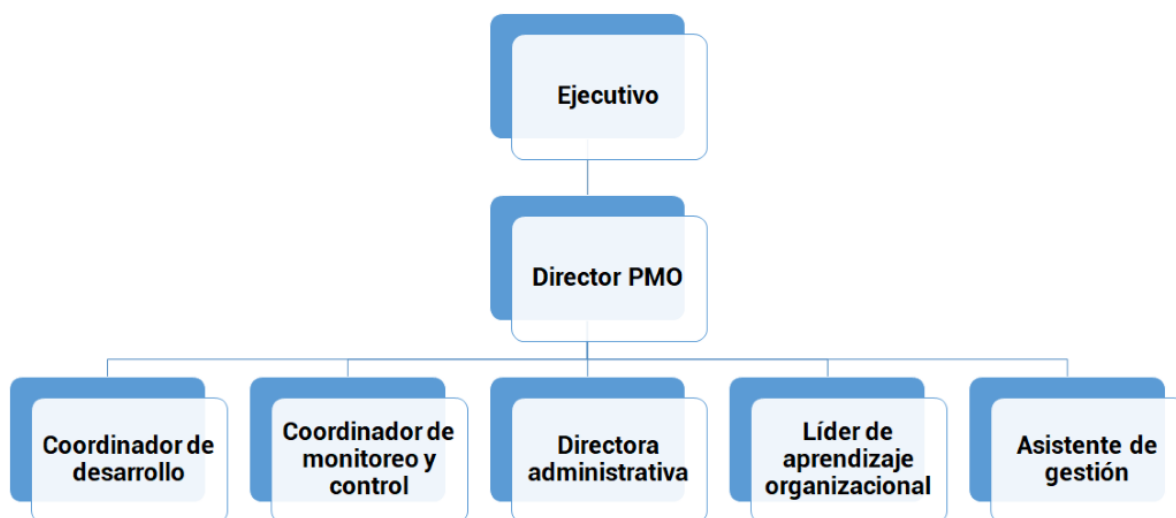 Ejecutivo
Director PMO
Coordinador de
desarrollo
Coordinador de
monitoreo y
control
Directora
administrativa
Líder de
aprendizaje
organizacional
Asistente de
gestión